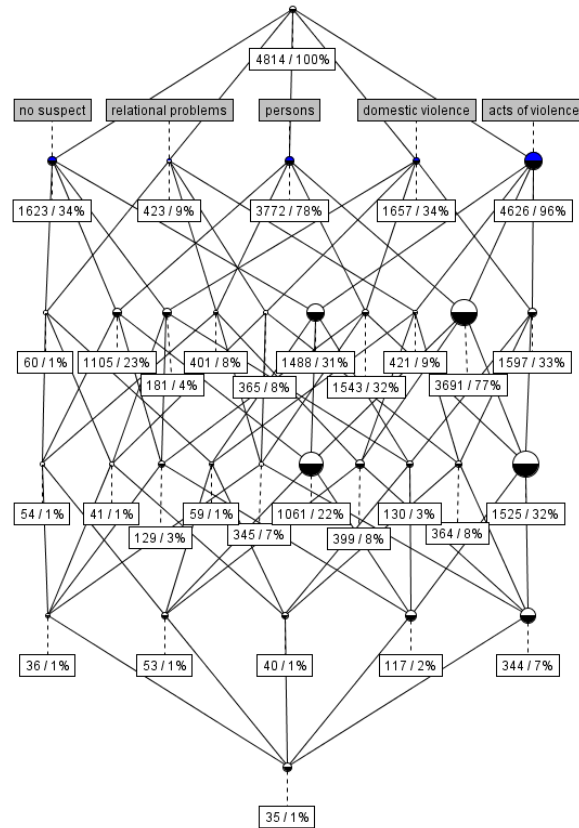 4814 / 100%
no suspect
relational problems
persons
domestic violence
acts of violence
1623 / 34%
423 / 9%
3772 / 78%
1657 / 34%
4626 / 96%
60 / 1%
1105 / 23%
401 / 8%
1488 / 31%
421 / 9%
1597 / 33%
181 / 4%
365 / 8%
1543 / 32%
3691 / 77%
54 / 1%
41 / 1%
59 / 1%
1061 / 22%
130 / 3%
1525 / 32%
129 / 3%
345 / 7%
399 / 8%
364 / 8%
36 / 1%
53 / 1%
40 / 1%
117 / 2%
344 / 7%
35 / 1%